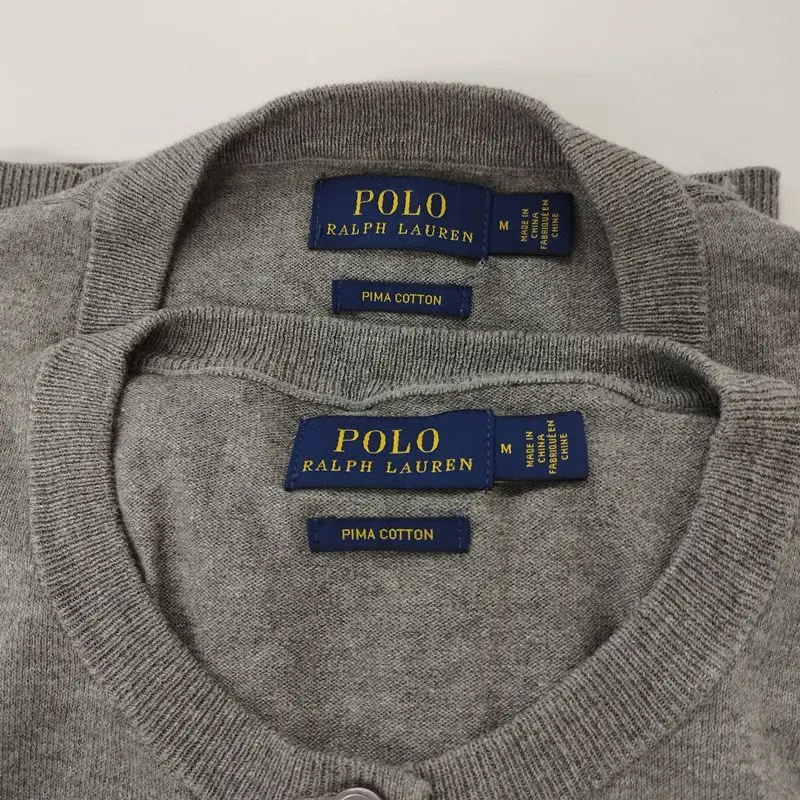 POLO
RALPH LAUREN
M
MADE IN
CHINA
FABRIQUÉ EN
CHINE
PIMA COTTON
POLO
RALPH LAUREN
M
MADE IN
CHINA
FABRIQUÉ EN
CHINE
PIMA COTTON